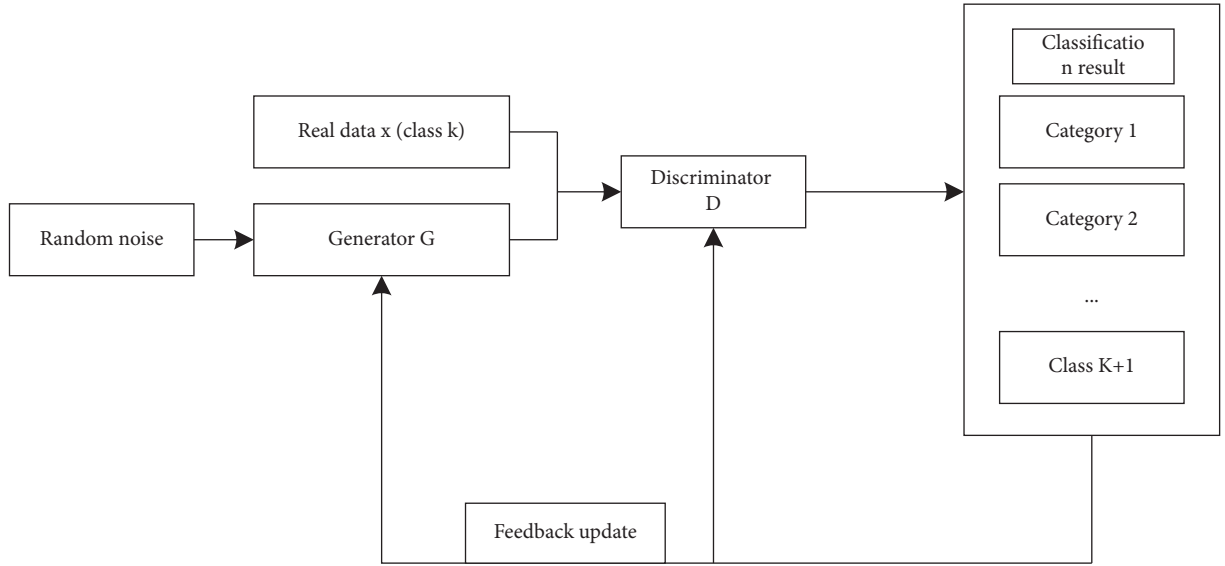 Classificatio
n result
Real data x (class k)
Category 1
Discriminator
D
Random noise
Generator G
Category 2
...
Class K+1
Feedback update